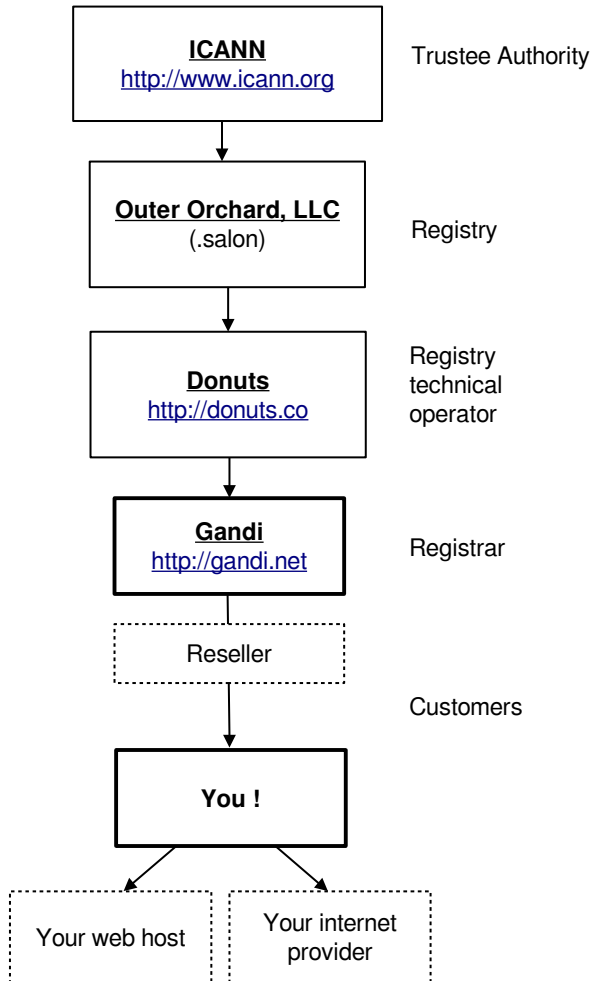 ICANN
http://www.icann.org
Trustee Authority
Outer Orchard, LLC
(.salon)
Registry
Donuts
http://donuts.co
Registry
technical
operator
Gandi
http://gandi.net
Registrar
Reseller
Customers
You !
Your web host
Your internet
provider